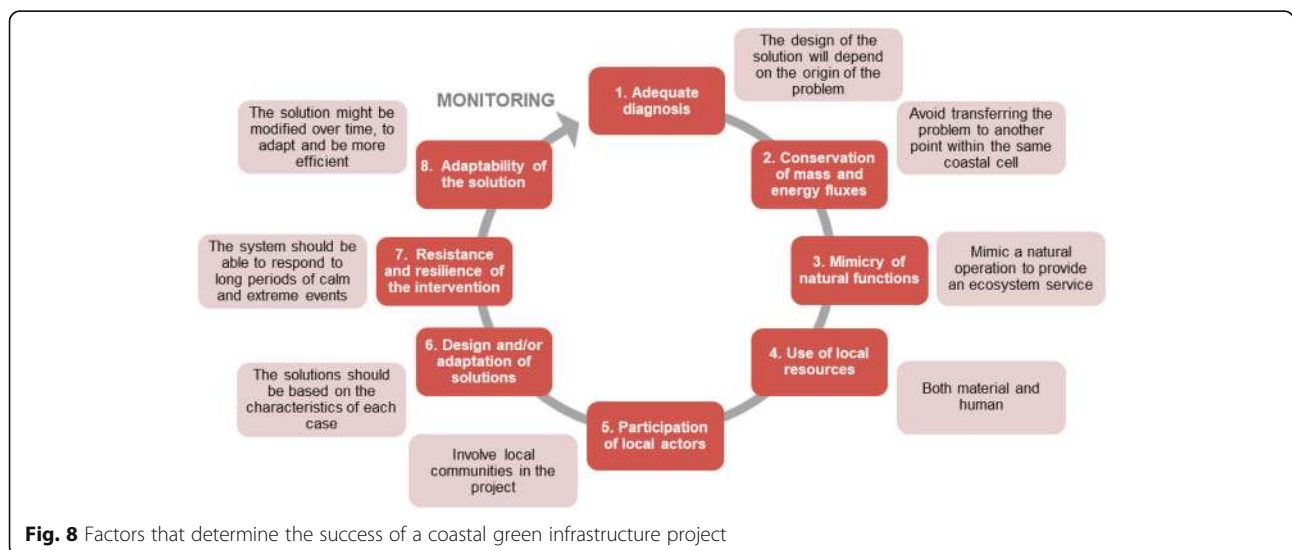 MONITORING
1. Adequate
diagnosis
The design of the
solution will depend
on the origin of the
problem
2. Conservation
of mass and
energy fluxes
Avoid transferring the
problem to another
point within the same
coastal cell
3. Mimicry of
natural functions
Mimic a natural
operation to provide
an ecosystem service
4. Use of local
resources
Both material and
human
5. Participation
of local actors
Involve local
communities in the
project
6. Design and/or
adaptation of
solutions
The solutions should
be based on the
characteristics of each
case
7. Resistance
and resilience of
the intervention
The system should be
able to respond to
long periods of calm
and extreme events
8. Adaptability of
the solution
The solution might be
modified over time, to
adapt and be more
efficient
Fig. 8 Factors that determine the success of a coastal green infrastructure project